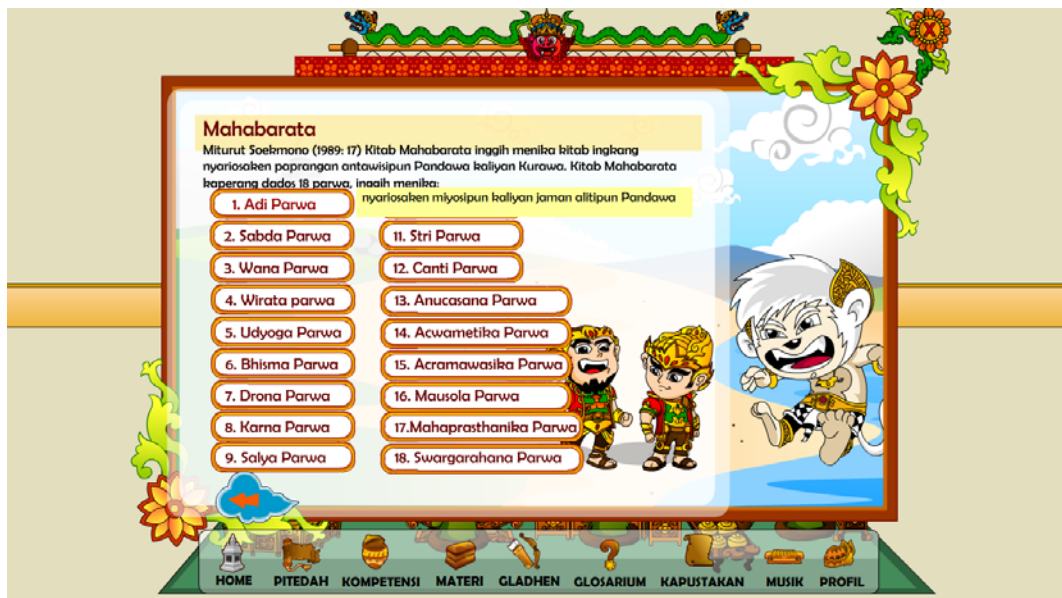 X
Mahabarata
Miturut Soekmono (1989: 17) Kitab Mahabarata inggih menika kitab ingkang
nyariosaken paprangan antawisipun Pandawa kaliyan Kurawa. Kitab Mahabarata
kaperang dados 18 parwa, inggih menika:
1. Adi Parwa
nyariosaken miyosipun kaliyan jaman alitipun Pandawa
2. Sabda Parwa
3. Wana Parwa
4. Wirata parwa
5. Udyoga Parwa
6. Bhisma Parwa
7. Drona Parwa
8. Karna Parwa
9. Salya Parwa
11. Stri Parwa
12. Canti Parwa
13. Anucasana Parwa
14. Acwametika Parwa
15. Acramawasika Parwa
16. Mausola Parwa
17.Mahaprasthanika Parwa
18. Swargarahana Parwa
HOME PITEDAH KOMPETENSI MATERI GLADHEN GLOSARIUM KAPUSTAKAN MUSIK PROFIL